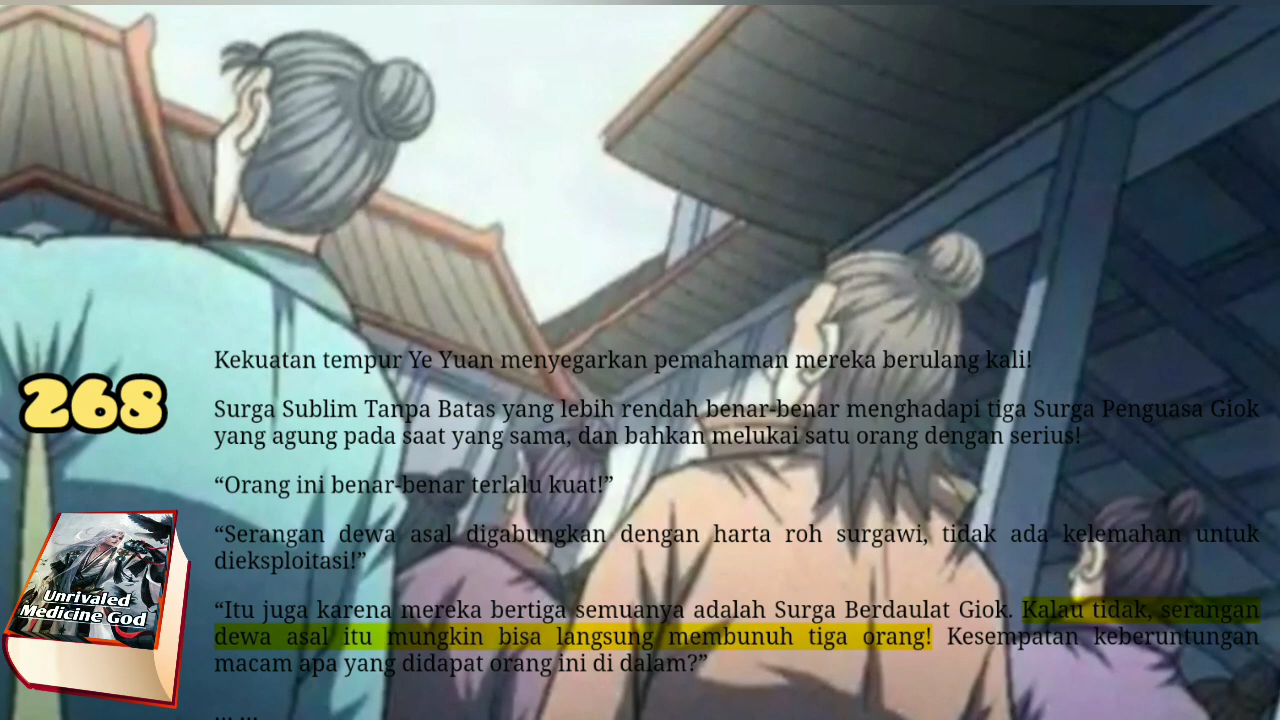 Kekuatan tempur Ye Yuan menyegarkan pemahaman mereka berulang kali!
Surga Sublim Tanpa Batas yang lebih rendah benar-benar menghadapi tiga Surga Penguasa Giok
yang agung pada saat yang sama, dan bahkan melukai satu orang dengan serius!
268
“Orang ini benar-benar terlalu kuat!”
“Serangan dewa asal digabungkan dengan harta roh surgawi, tidak ada kelemahan untuk
dieksploitasi!”
“Itu juga karena mereka bertiga semuanya adalah Surga Berdaulat Giok. Kalau tidak, serangan
dewa asal itu mungkin bisa langsung membunuh tiga orang! Kesempatan keberuntungan
macam apa yang didapat orang ini di dalam?”
... ...
Unrivaled
Medicine God